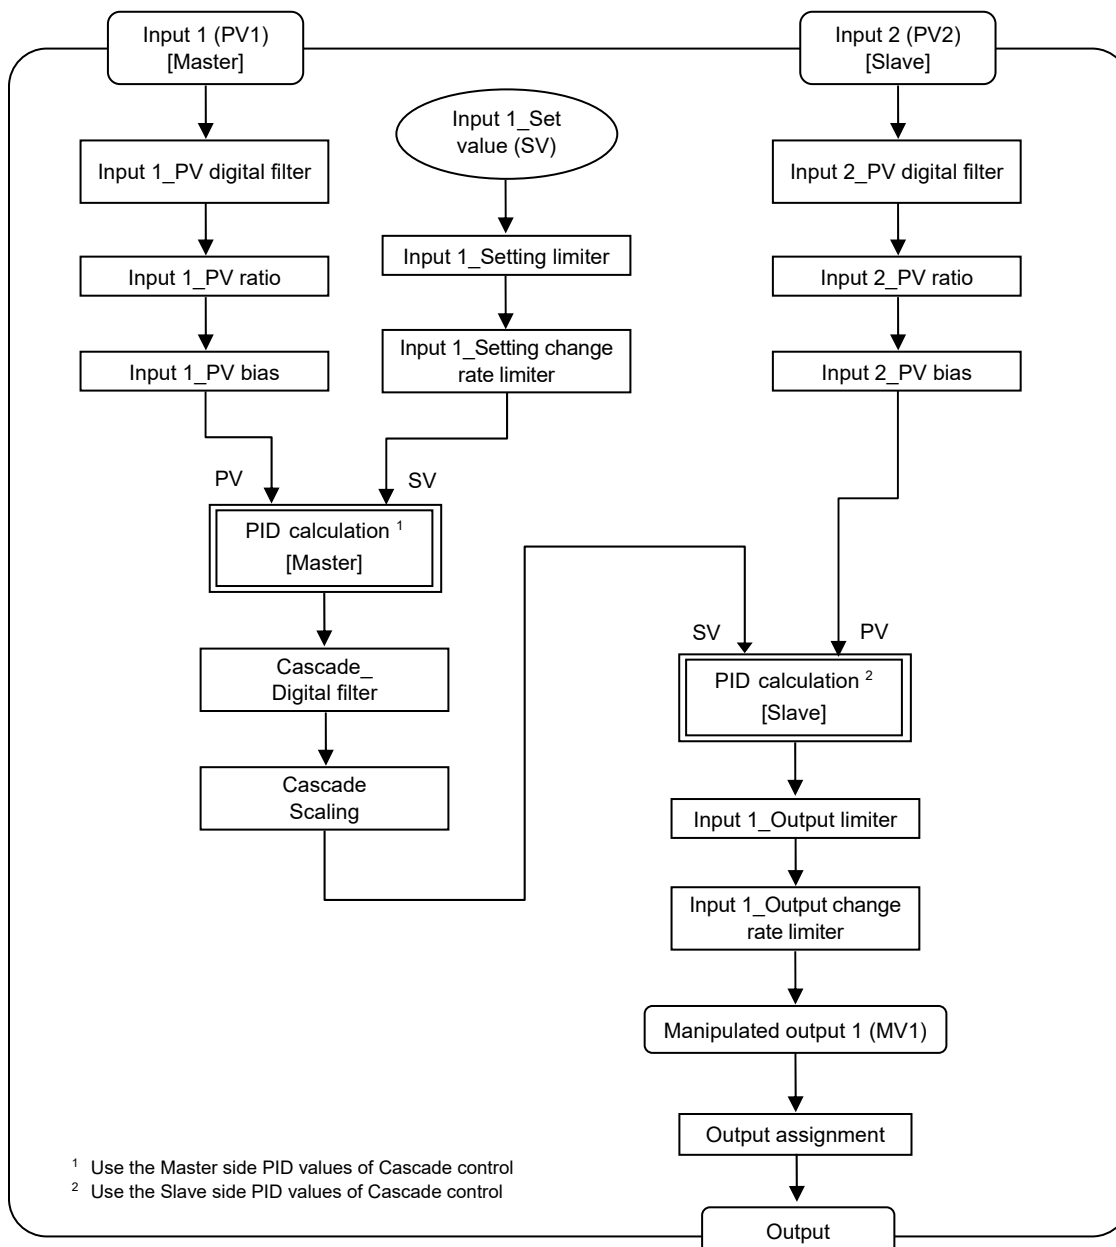 Input 1 (PV1)
[Master]
Input 2 (PV2)
[Slave]
Input 1_Set
value (SV)
Input 1_PV digital filter
Input 2_PV digital filter
Input 1_PV ratio
Input 1_Setting limiter
Input 2_PV ratio
Input 1_PV bias
Input 1_Setting change
rate limiter
Input 2_PV bias
PV
SV
PID calculation 1
[Master]
SV
PV
Cascade_
Digital filter
PID calculation 2
[Slave]
Cascade
Scaling
Input 1_Output limiter
Input 1_Output change
rate limiter
Manipulated output 1 (MV1)
Output assignment
1 Use the Master side PID values of Cascade control
2 Use the Slave side PID values of Cascade control
Output